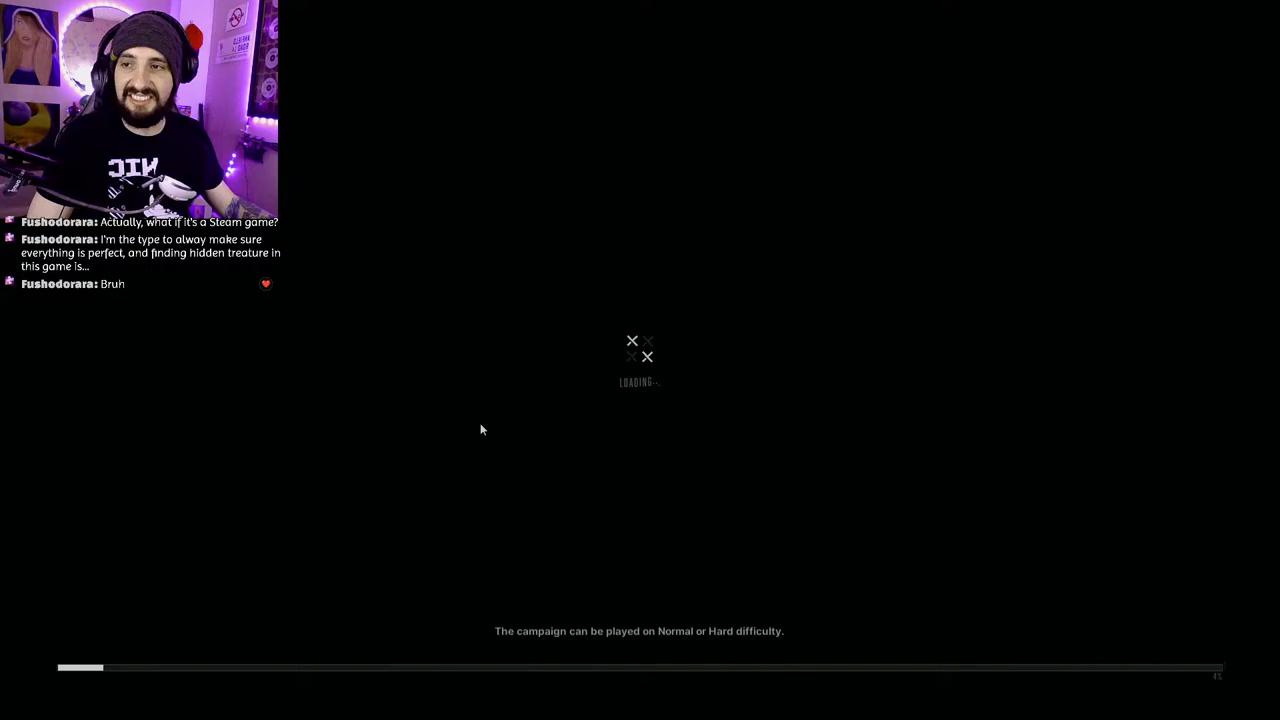 NIC
Fushodorara: Actually, what if it's a Steam game?
Fushodorara: I'm the type to alway make sure
everything is perfect, and finding hidden treature in
this game is...
Fushodorara: Bruh
LOADING...
The campaign can be played on Normal or Hard difficulty.
4%